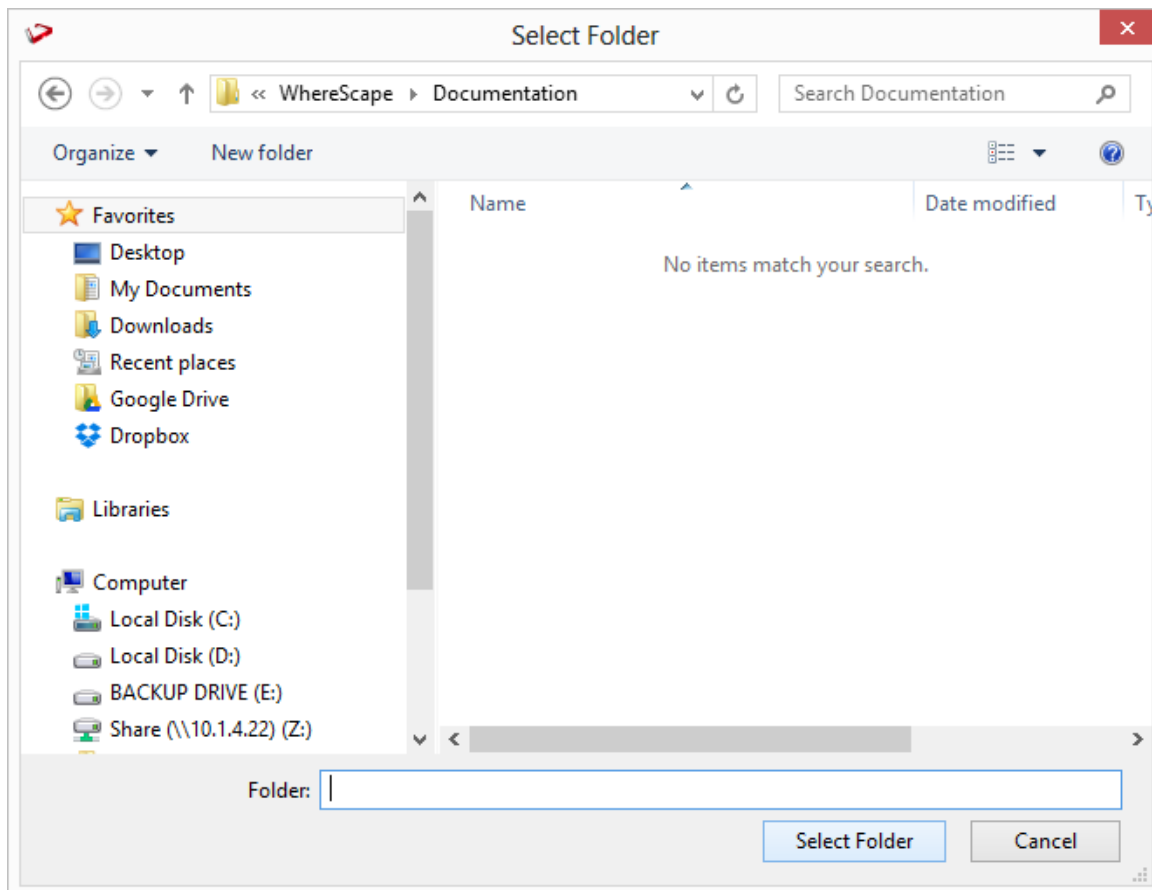 Select Folder
« WhereScape Documentation
Search Documentation
Organize
New folder
Name
Date modified
Ty
No items match your search.
Favorites
Desktop
My Documents
Downloads
Recent places
Google Drive
Dropbox
Libraries
Computer
Local Disk (C:)
Local Disk (D:)
BACKUP DRIVE (E:)
Share (\\10.1.4.22) (Z:)
Folder:
Select Folder
Cancel